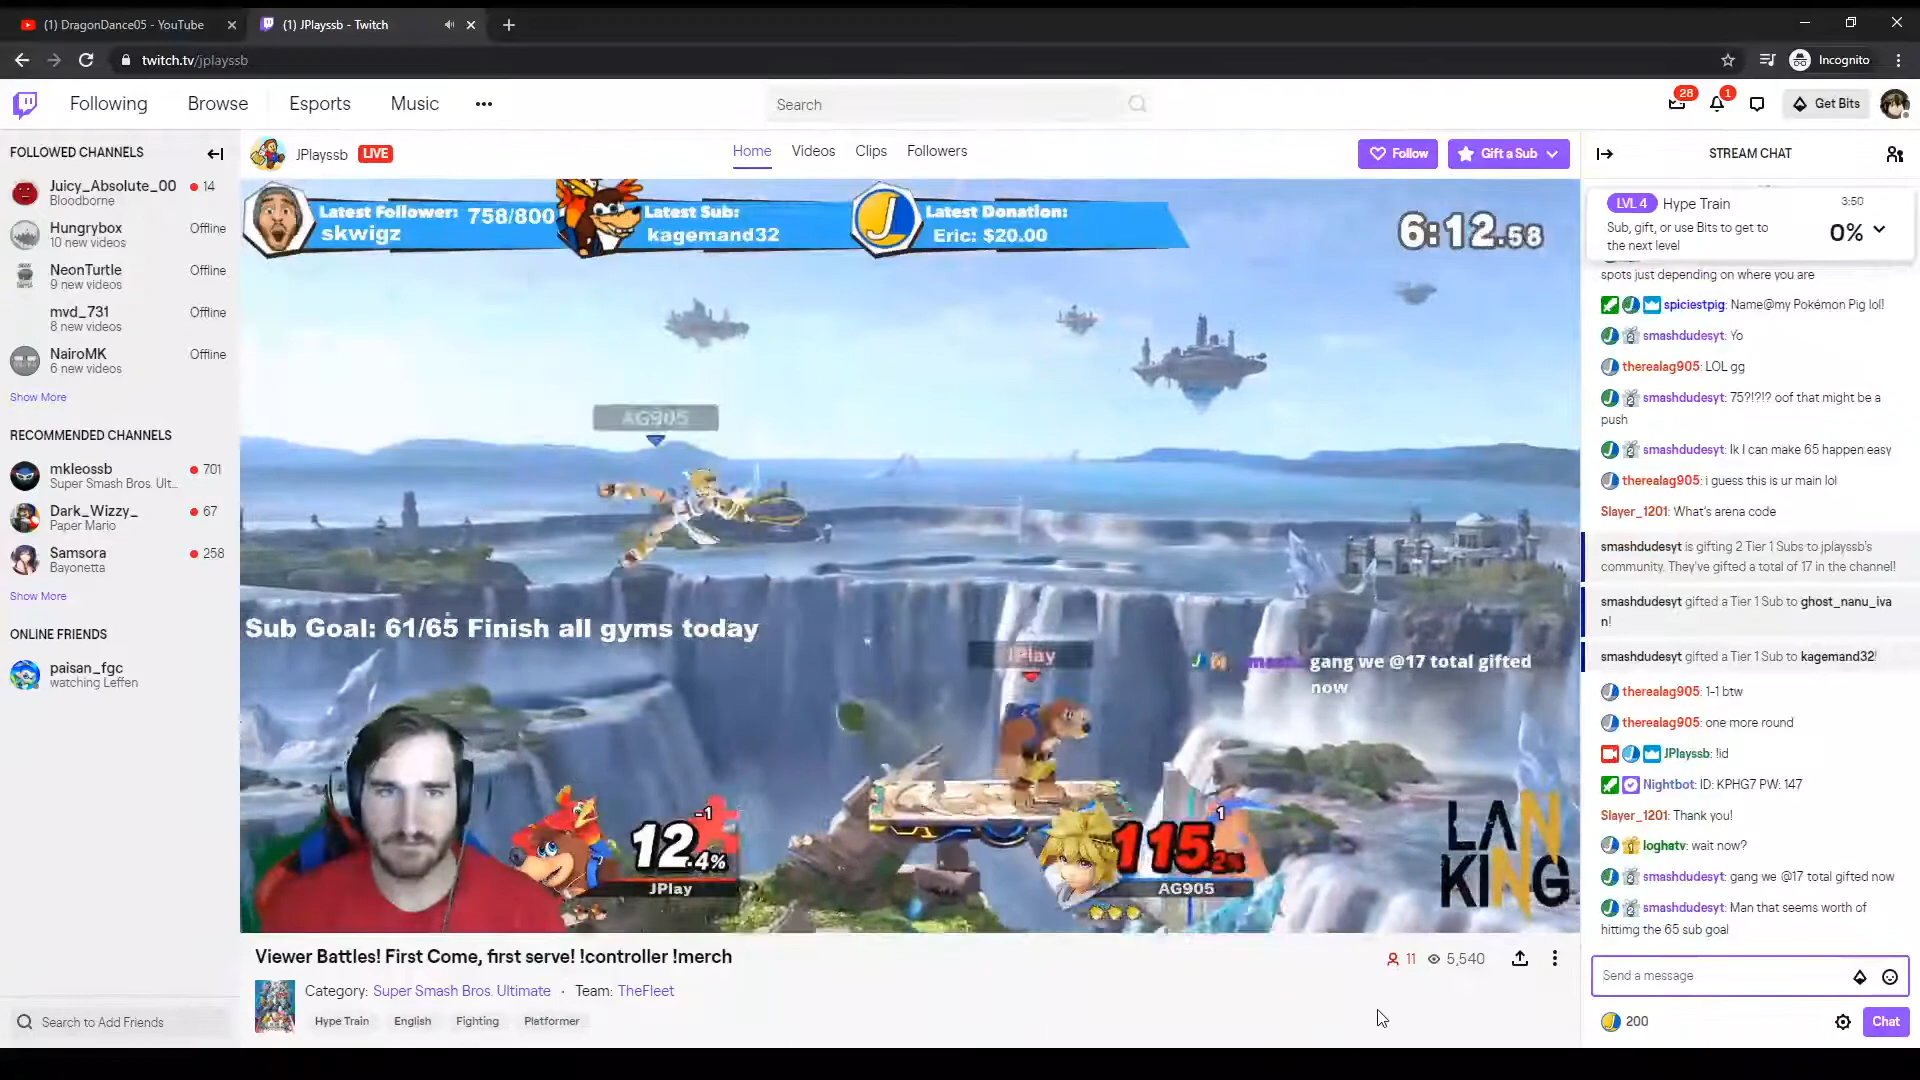 (1) DragonDance05 - YouTube
(1) JPlayssb - Twitch
twitch.tv/jplayssb
Incognito
Following
Browse
Esports
Music
Search
28
1
Get Bits
FOLLOWED CHANNELS
Juicy_Absolute_00
14
Bloodborne
Hungrybox
Offline
10 new videos
NeonTurtle
Offline
9 new videos
mvd_731
Offline
8 new videos
NairoMK
Offline
6 new videos
Show More
RECOMMENDED CHANNELS
mkleossb
701
Super Smash Bros. Ult...
Dark_Wizzy_
67
Paper Mario
Samsora
258
Bayonetta
Show More
ONLINE FRIENDS
paisan_fgc
watching Leffen
Search to Add Friends
JPlayssb
LIVE
Home
Videos
Clips
Followers
Follow
Gift a Sub
Latest Follower: 758/800
skwigz
Latest Sub:
kagemand32
Latest Donation:
Eric: $20.00
6:12.58
AG905
Sub Goal: 61/65 Finish all gyms today
JPlay
smash... gang we @17 total gifted
now
-1
12.4%
JPlay
1
115.2%
AG905
LAN
KING
Viewer Battles! First Come, first serve! !controller !merch
11
5,540
Category: Super Smash Bros. Ultimate · Team: TheFleet
Hype Train
English
Fighting
Platformer
STREAM CHAT
LVL 4 Hype Train
3:50
Sub, gift, or use Bits to get to
the next level
0%
spots just depending on where you are
spiciestpig: Name@my Pokémon Pig lol!
2 smashdudesyt: Yo
therealag905: LOL gg
2 smashdudesyt: 75?!?!? oof that might be a
push
2 smashdudesyt: Ik I can make 65 happen easy
therealag905: i guess this is ur main lol
Slayer_1201: What's arena code
smashdudesyt is gifting 2 Tier 1 Subs to jplayssb's
community. They've gifted a total of 17 in the channel!
smashdudesyt gifted a Tier 1 Sub to ghost_nanu_iva
n!
smashdudesyt gifted a Tier 1 Sub to kagemand32!
therealag905: 1-1 btw
therealag905: one more round
JPlayssb: !id
Nightbot: ID: KPHG7 PW: 147
Slayer_1201: Thank you!
1 loghatv: wait now?
2 smashdudesyt: gang we @17 total gifted now
2 smashdudesyt: Man that seems worth of
hittimg the 65 sub goal
Send a message
200
Chat